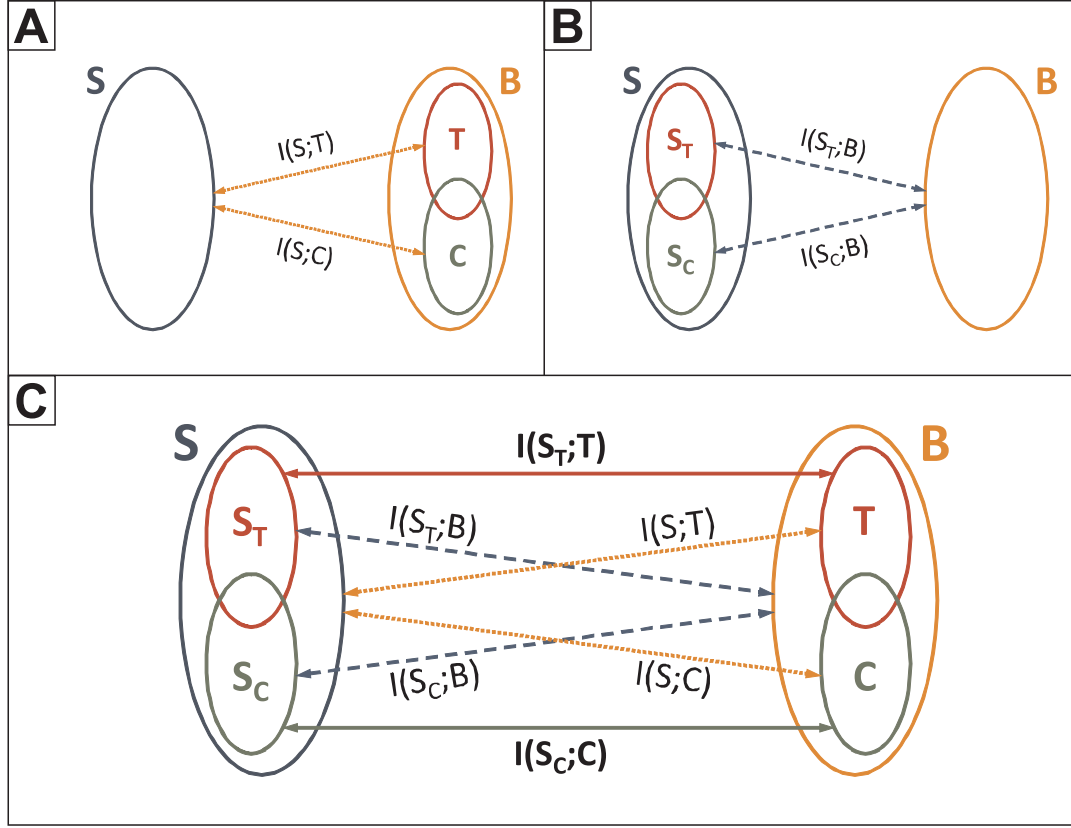 A
S
B
I(S;T)
T
I(S;C)
C
B
S
B
S_T
I(S_T;B)
S_C
I(S_C;B)
C
S
B
I(S_T;T)
S_T
I(S_T;B)
I(S;T)
T
S_C
I(S_C;B)
I(S;C)
C
I(S_C;C)